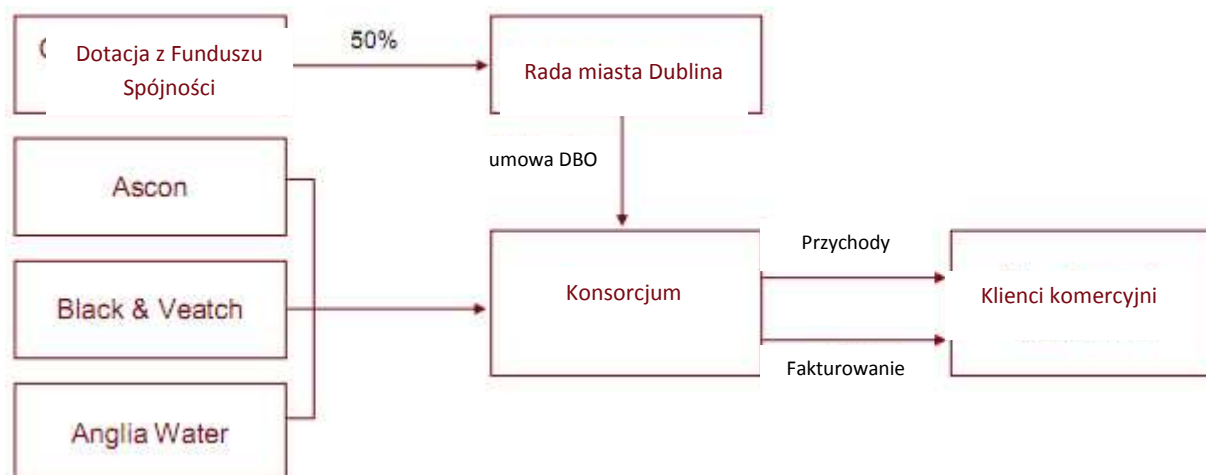 Dotacja z Funduszu
Spójności
50%
Rada miasta Dublina
umowa DBO
Ascon
Black & Veatch
Anglia Water
Konsorcjum
Przychody
Fakturowanie
Klienci komercyjni